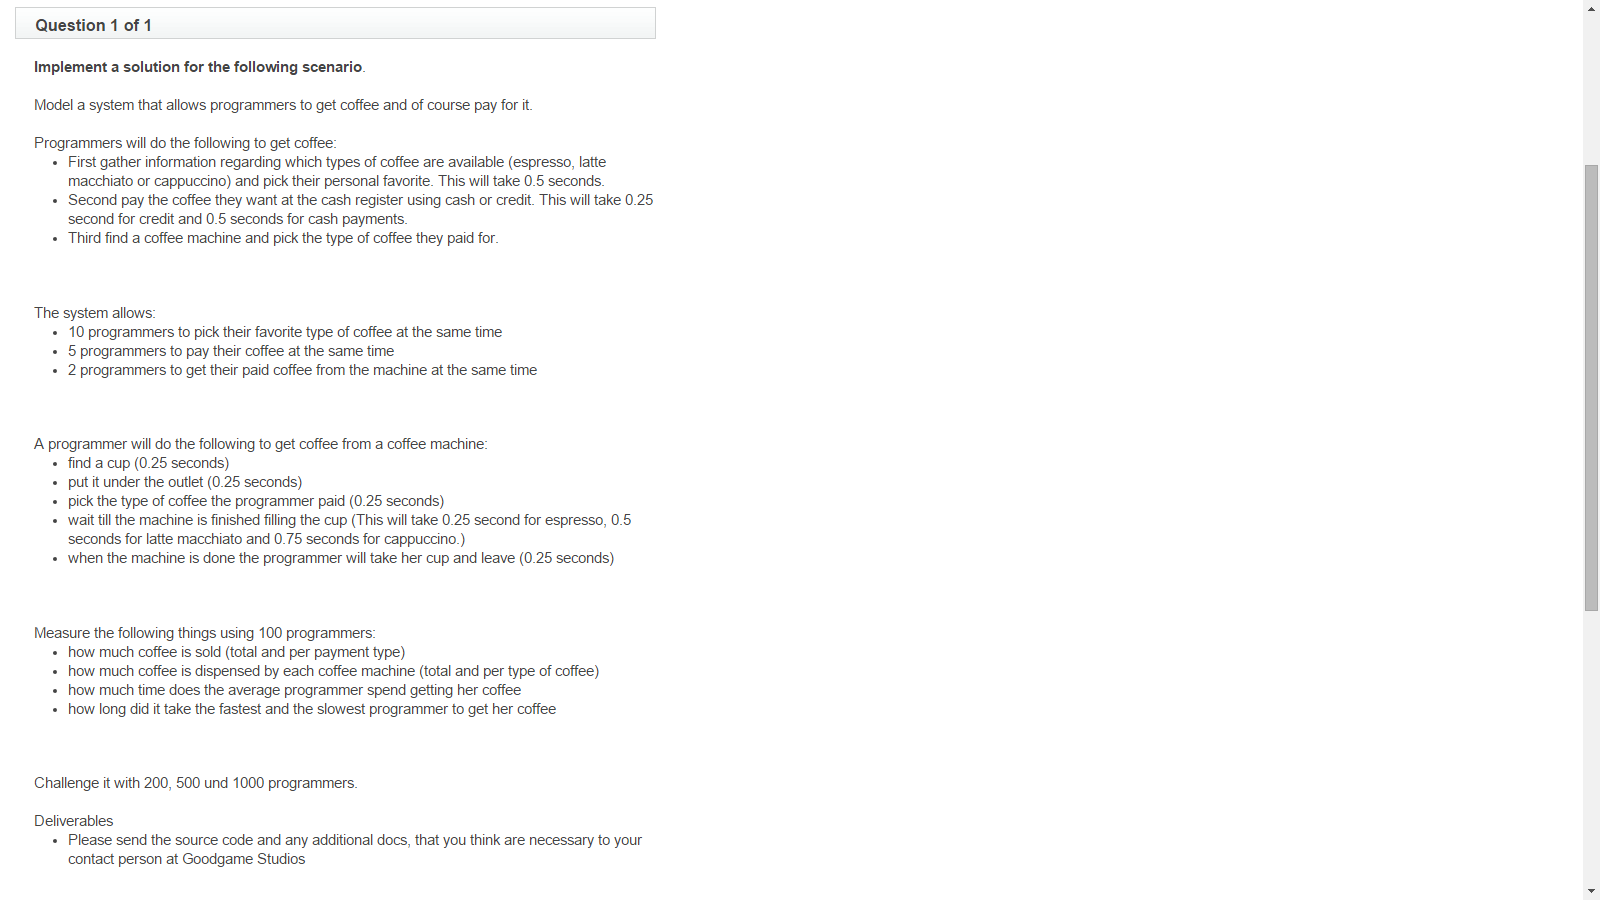 Question 1 of 1
Implement a solution for the following scenario.
Model a system that allows programmers to get coffee and of course pay for it.
Programmers will do the following to get coffee:
• First gather information regarding which types of coffee are available (espresso, latte
macchiato or cappuccino) and pick their personal favorite. This will take 0.5 seconds.
• Second pay the coffee they want at the cash register using cash or credit. This will take 0.25
second for credit and 0.5 seconds for cash payments.
• Third find a coffee machine and pick the type of coffee they paid for.
The system allows:
• 10 programmers to pick their favorite type of coffee at the same time
• 5 programmers to pay their coffee at the same time
• 2 programmers to get their paid coffee from the machine at the same time
A programmer will do the following to get coffee from a coffee machine:
• find a cup (0.25 seconds)
• put it under the outlet (0.25 seconds)
• pick the type of coffee the programmer paid (0.25 seconds)
• wait till the machine is finished filling the cup (This will take 0.25 second for espresso, 0.5
seconds for latte macchiato and 0.75 seconds for cappuccino.)
• when the machine is done the programmer will take her cup and leave (0.25 seconds)
Measure the following things using 100 programmers:
• how much coffee is sold (total and per payment type)
• how much coffee is dispensed by each coffee machine (total and per type of coffee)
• how much time does the average programmer spend getting her coffee
• how long did it take the fastest and the slowest programmer to get her coffee
Challenge it with 200, 500 und 1000 programmers.
Deliverables
• Please send the source code and any additional docs, that you think are necessary to your
contact person at Goodgame Studios